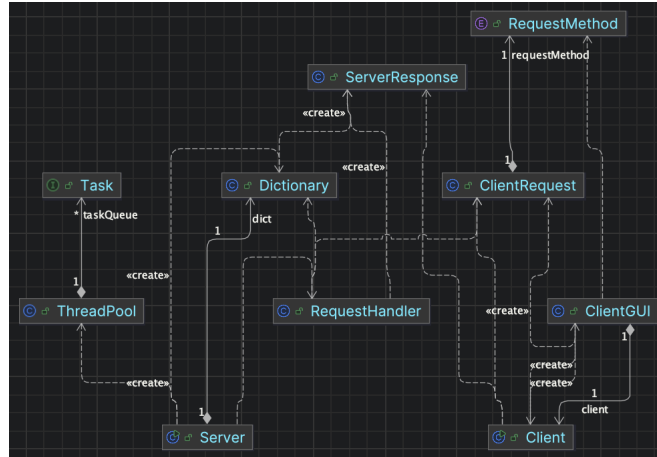 E RequestMethod
1 requestMethod
C ServerResponse
«create»
«create»
1
I Task
C Dictionary
C ClientRequest
* taskQueue
dict
1
«create»
1
«create»
C ThreadPool
C RequestHandler
C ClientGUI
1
«create»
«create»
«create»
1
client
1
C Server
C Client